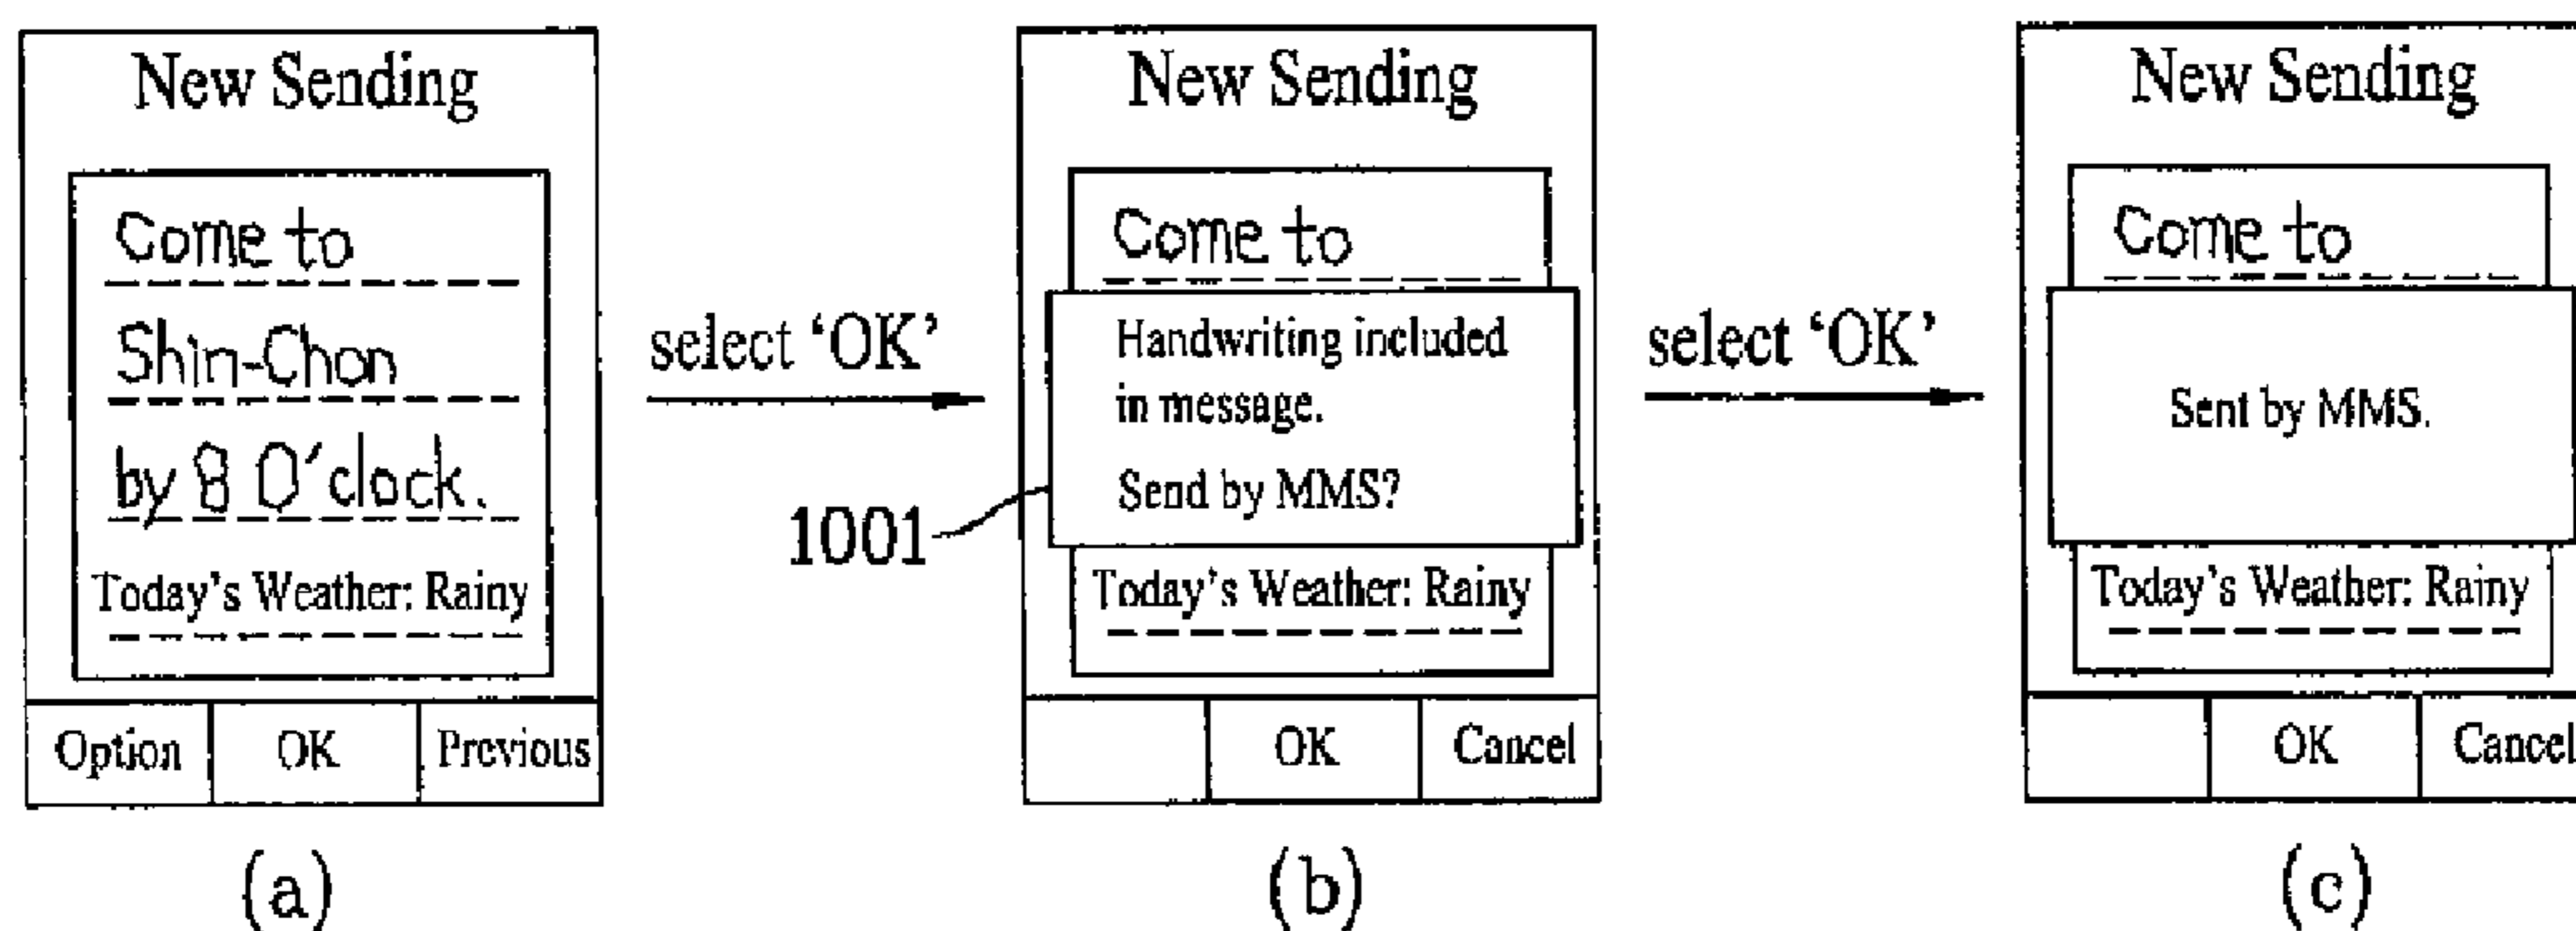 New Sending
Come to
Shin-Chon
by 8 O'clock.
Today's Weather: Rainy
Option OK Previous
(a)
select 'OK'
New Sending
Come to
Handwriting included
in message.
Send by MMS?
1001
Today's Weather: Rainy
OK Cancel
(b)
select 'OK'
New Sending
Come to
Sent by MMS.
Today's Weather: Rainy
OK Cancel
(c)